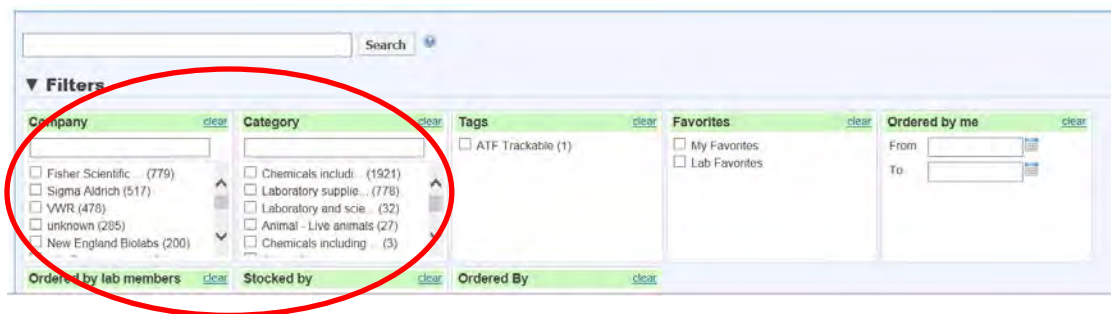 Search
▼ Filters
Company clear
Fisher Scientific ... (779)
Sigma Aldrich (517)
VWR (478)
unknown (285)
New England Biolabs (200)
Category clear
Chemicals includi... (1921)
Laboratory supplie... (778)
Laboratory and scie... (32)
Animal - Live animals (27)
Chemicals including ... (3)
Tags clear
ATF Trackable (1)
Favorites clear
My Favorites
Lab Favorites
Ordered by me clear
From
To
Ordered by lab members clear
Stocked by clear
Ordered By clear